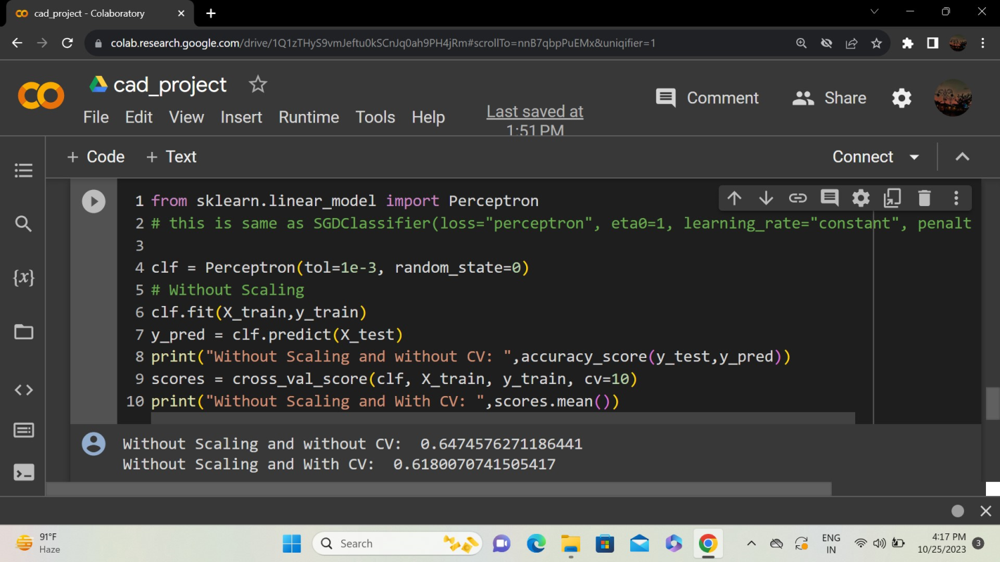 cad_project - Colaboratory
colab.research.google.com/drive/1Q1zTHyS9vmJeftu0kSCnJq0ah9PH4jRm#scrollTo=nnB7qbpPuEMx&uniqifier=1
cad_project
Comment
Share
File Edit View Insert Runtime Tools Help
Last saved at
1:51 PM
+ Code + Text
Connect
1 from sklearn.linear_model import Perceptron
2 # this is same as SGDClassifier(loss="perceptron", eta0=1, learning_rate="constant", penalt
3
4 clf = Perceptron(tol=1e-3, random_state=0)
5 # Without Scaling
6 clf.fit(X_train,y_train)
7 y_pred = clf.predict(X_test)
8 print("Without Scaling and without CV: ",accuracy_score(y_test,y_pred))
9 scores = cross_val_score(clf, X_train, y_train, cv=10)
10 print("Without Scaling and With CV: ",scores.mean())
Without Scaling and without CV:  0.6474576271186441
Without Scaling and With CV:  0.6180070741505417
91°F
Haze
Search
ENG
IN
4:17 PM
10/25/2023
3